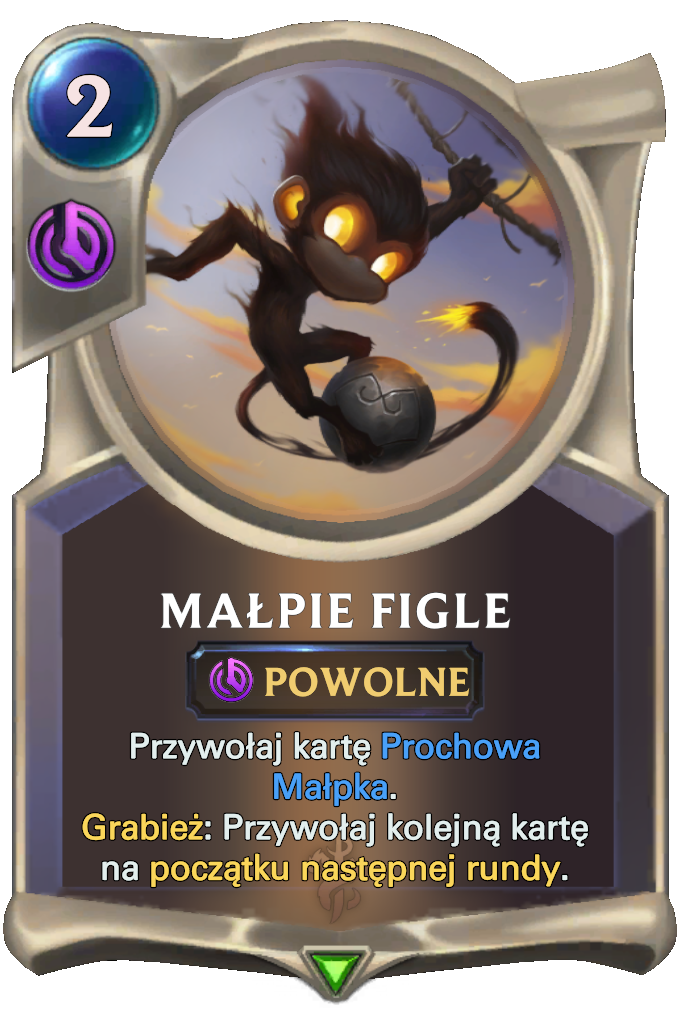 2
MAŁPIE FIGLE
POWOLNE
Przywołaj kartę Prochowa
Małpka.
Grabież: Przywołaj kolejną kartę
na początku następnej rundy.